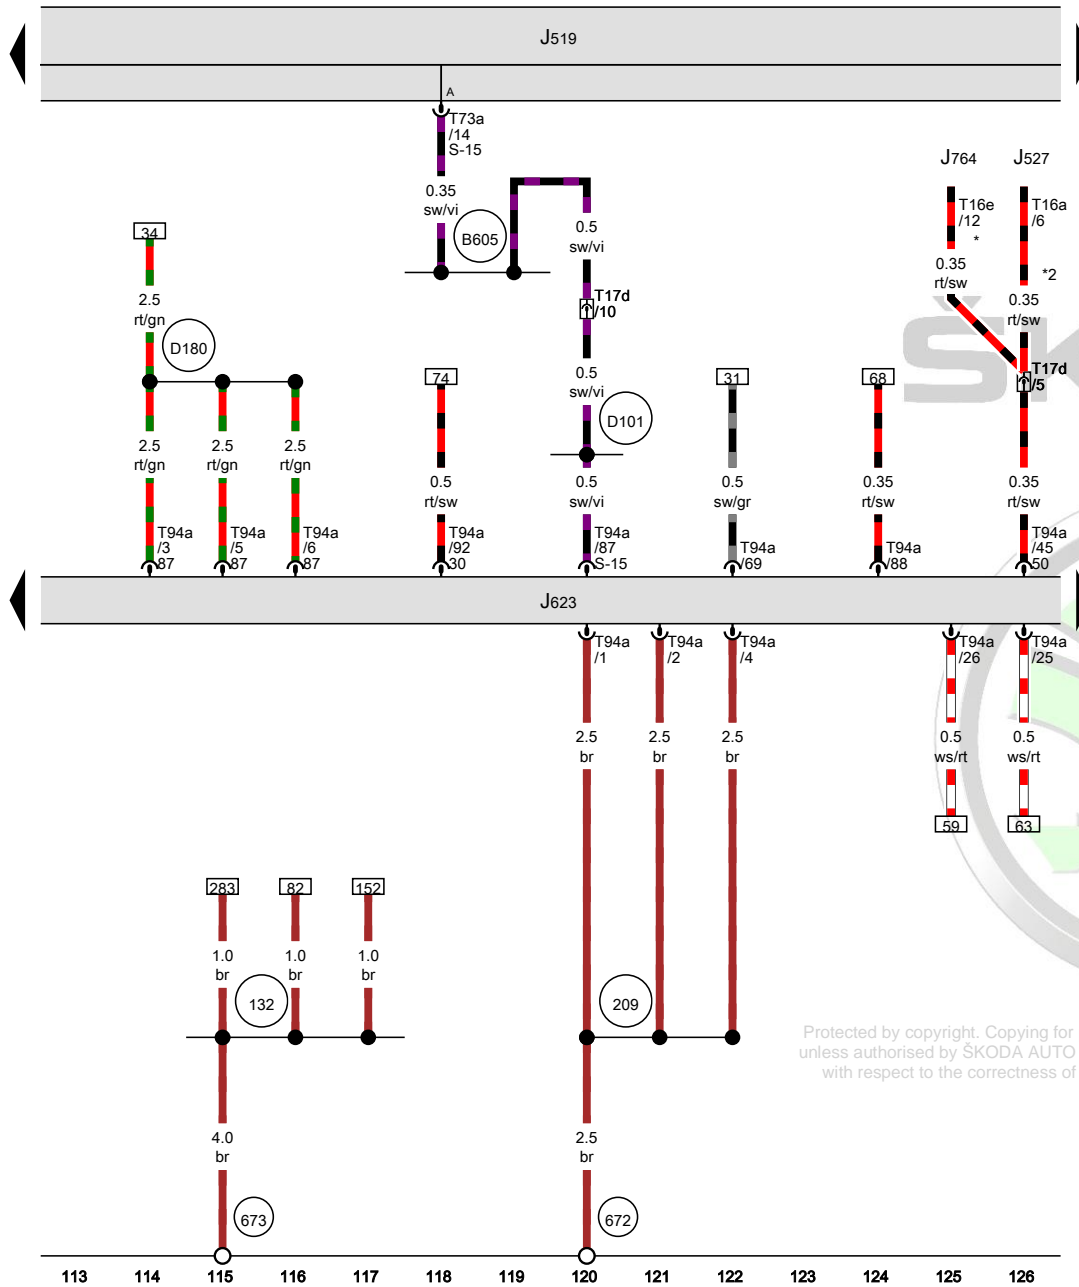 J519
A
T73a
/14
S-15
0.35
sw/vi
B605
0.5
sw/vi
T17d
/10
0.5
sw/vi
D101
J764
J527
T16e
/12
*
T16a
/6
*2
0.35
rt/sw
0.35
rt/sw
T17d
/5
34
2.5
rt/gn
D180
74
31
68
2.5
rt/gn
2.5
rt/gn
2.5
rt/gn
0.5
rt/sw
0.5
sw/vi
0.5
sw/gr
0.35
rt/sw
0.35
rt/sw
T94a
/3
87
T94a
/5
87
T94a
/6
87
T94a
/92
30
T94a
/87
S-15
T94a
/69
T94a
/88
T94a
/45
50
J623
T94a
/1
T94a
/2
T94a
/4
T94a
/26
T94a
/25
2.5
br
2.5
br
2.5
br
0.5
ws/rt
0.5
ws/rt
59
63
283
82
152
1.0
br
1.0
br
1.0
br
132
209
Protected by copyright. Copying for
unless authorised by ŠKODA AUTO
with respect to the correctness of
4.0
br
2.5
br
673
672
113 114 115 116 117 118 119 120 121 122 123 124 125 126